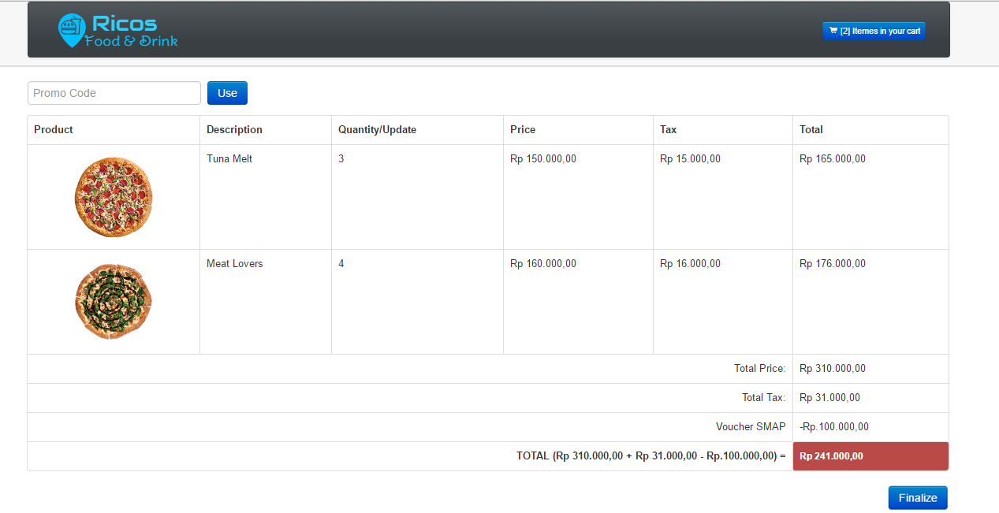 Ricos
Food & Drink
[2] Itemes in your cart
Promo Code Use
Product Description Quantity/Update Price Tax Total
Tuna Melt 3 Rp 150.000,00 Rp 15.000,00 Rp 165.000,00
Meat Lovers 4 Rp 160.000,00 Rp 16.000,00 Rp 176.000,00
Total Price: Rp 310.000,00
Total Tax: Rp 31.000,00
Voucher SMAP -Rp.100.000,00
TOTAL (Rp 310.000,00 + Rp 31.000,00 - Rp.100.000,00) = Rp 241.000,00
Finalize